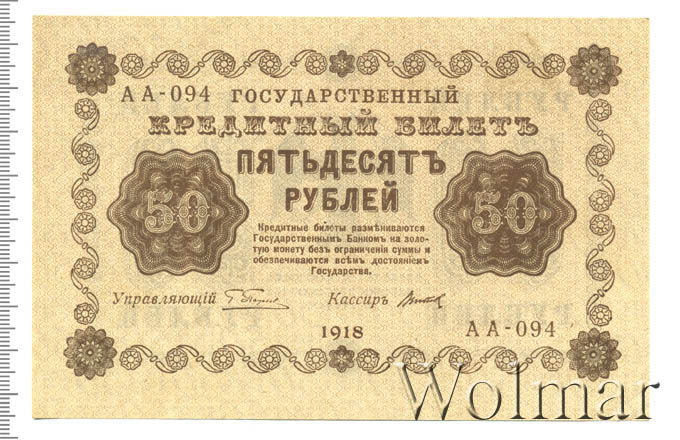 АА-094 ГОСУДАРСТВЕННЫЙ
КРЕДИТНЫЙ БИЛЕТЪ
ПЯТЬДЕСЯТЪ
РУБЛЕЙ
50
50
Кредитные билеты размѣниваются
Государственнымъ Банкомъ на золо-
тую монету безъ ограниченія суммы и
обезпечиваются всѣмъ достояніемъ
Государства.
Управляющій
Кассиръ
1918
АА-094
Wolmar